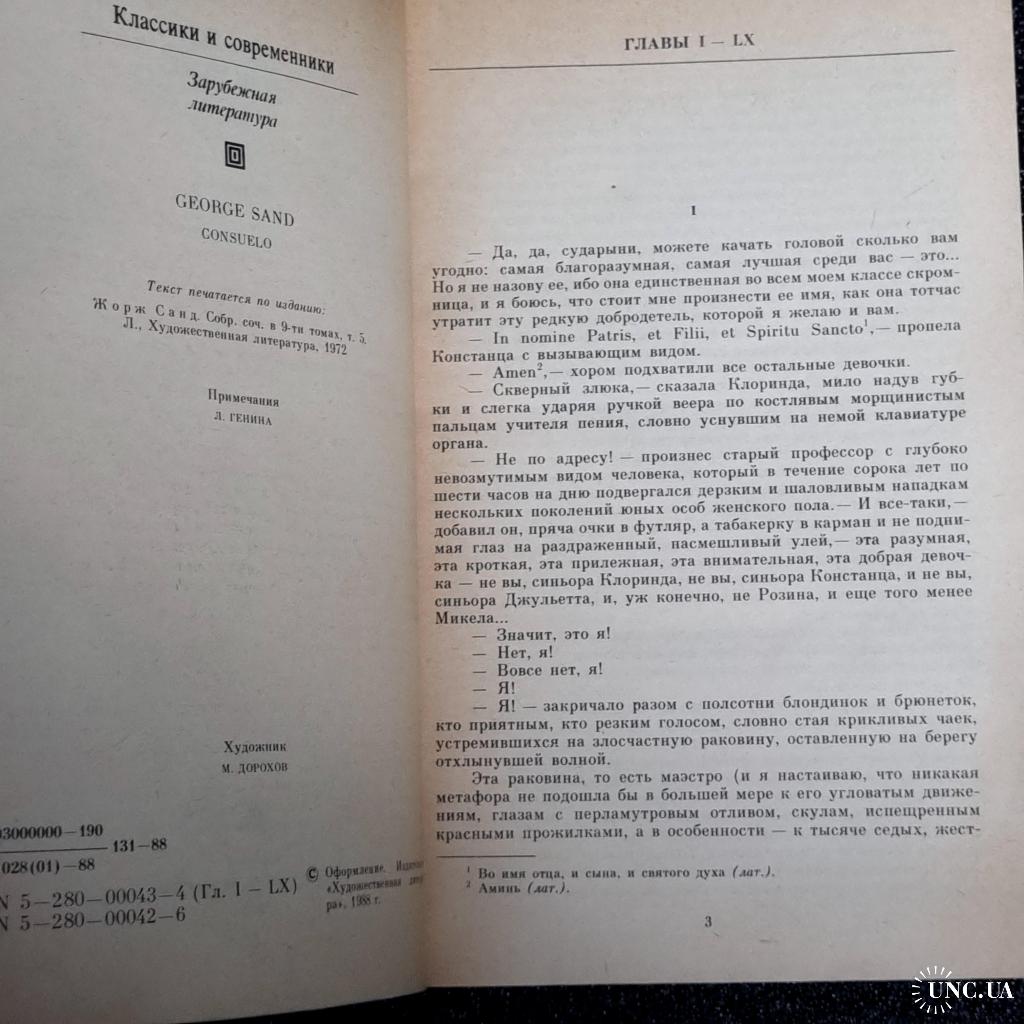 Классики и современники
Зарубежная
литература
GEORGE SAND
CONSUELO
Текст печатается по изданию:
Жорж Санд. Собр. соч. в 9-ти томах, т. 5.
Л., Художественная литература, 1972
Примечания
Л. ГЕНИНА
Художник
М. ДОРОХОВ
03000000—190
131—88
028(01)—88
N 5—280—00043—4 (Гл. I — LX)
N 5—280—00042—6
© Оформление.
«Художественная
ра», 1988 г.
ГЛАВЫ I — LX
I
— Да, да, сударыни, можете качать головой сколько вам
угодно: самая благоразумная, самая лучшая среди вас — это...
Но я не назову ее, ибо она единственная во всем моем классе скром-
ница, и я боюсь, что стоит мне произнести ее имя, как она тотчас
утратит эту редкую добродетель, которой я желаю и вам.
— In nomine Patris, et Filii, et Spiritu Sancto¹,— пропела
Констанца с вызывающим видом.
— Amen²,— хором подхватили все остальные девочки.
— Скверный злюка,— сказала Клоринда, мило надув губ-
ки и слегка ударяя ручкой веера по костлявым морщинистым
пальцам учителя пения, словно уснувшим на немой клавиатуре
органа.
— Не по адресу! — произнес старый профессор с глубоко
невозмутимым видом человека, который в течение сорока лет по
шести часов на дню подвергался дерзким и шаловливым нападкам
нескольких поколений юных особ женского пола.— И все-таки,—
добавил он, пряча очки в футляр, а табакерку в карман и не подни-
мая глаз на раздраженный, насмешливый улей,— эта разумная,
эта кроткая, эта прилежная, эта внимательная, эта добрая девоч-
ка — не вы, синьора Клоринда, не вы, синьора Констанца, и не вы,
синьора Джульетта, и, уж конечно, не Розина, и еще того менее
Микела...
— Значит, это я!
— Нет, я!
— Вовсе нет, я!
— Я!
— Я! — закричало разом с полсотни блондинок и брюнеток,
кто приятным, кто резким голосом, словно стая крикливых чаек,
устремившихся на злосчастную раковину, оставленную на берегу
отхлынувшей волной.
Эта раковина, то есть маэстро (и я настаиваю, что никакая
метафора не подошла бы в большей мере к его угловатым движе-
ниям, глазам с перламутровым отливом, скулам, испещренным
красными прожилками, а в особенности — к тысяче седых, жест-
¹ Во имя отца, и сына, и святого духа (лат.).
² Аминь (лат.).
3
UNC.UA